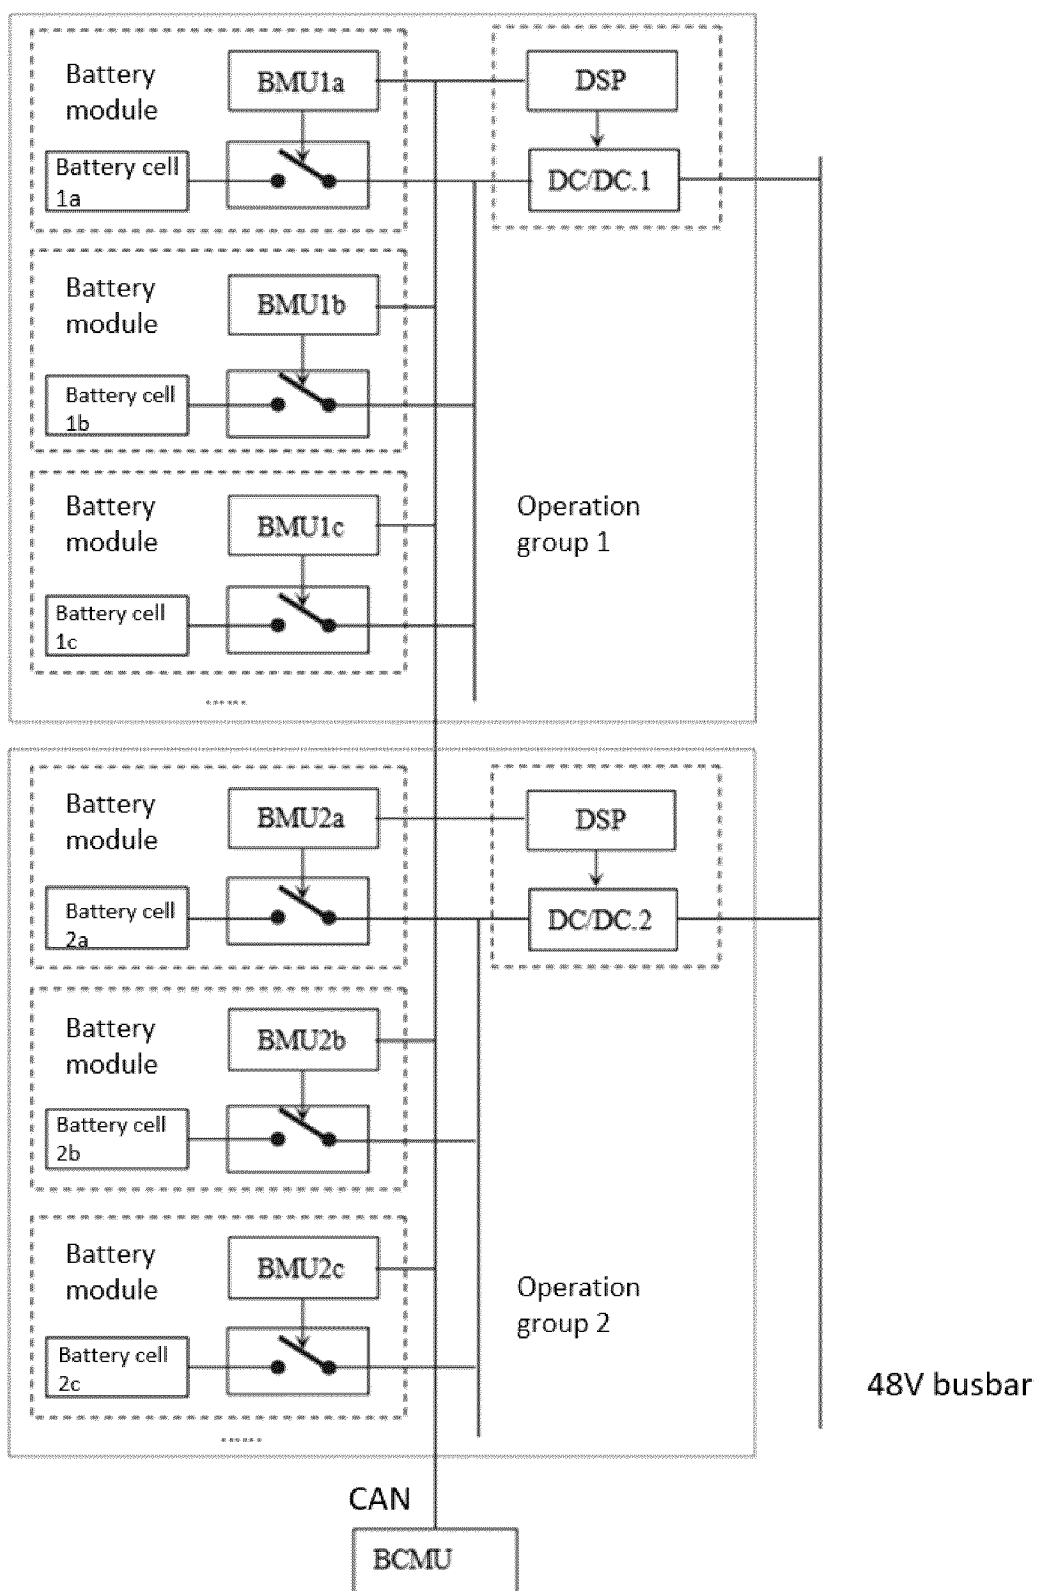 Battery
module
BMU1a
DSP
Battery cell
1a
DC/DC.1
Battery
module
BMU1b
Battery cell
1b
Battery
module
BMU1c
Operation
group 1
Battery cell
1c
......
Battery
module
BMU2a
DSP
Battery cell
2a
DC/DC.2
Battery
module
BMU2b
Battery cell
2b
Battery
module
BMU2c
Operation
group 2
Battery cell
2c
48V busbar
......
CAN
BCMU